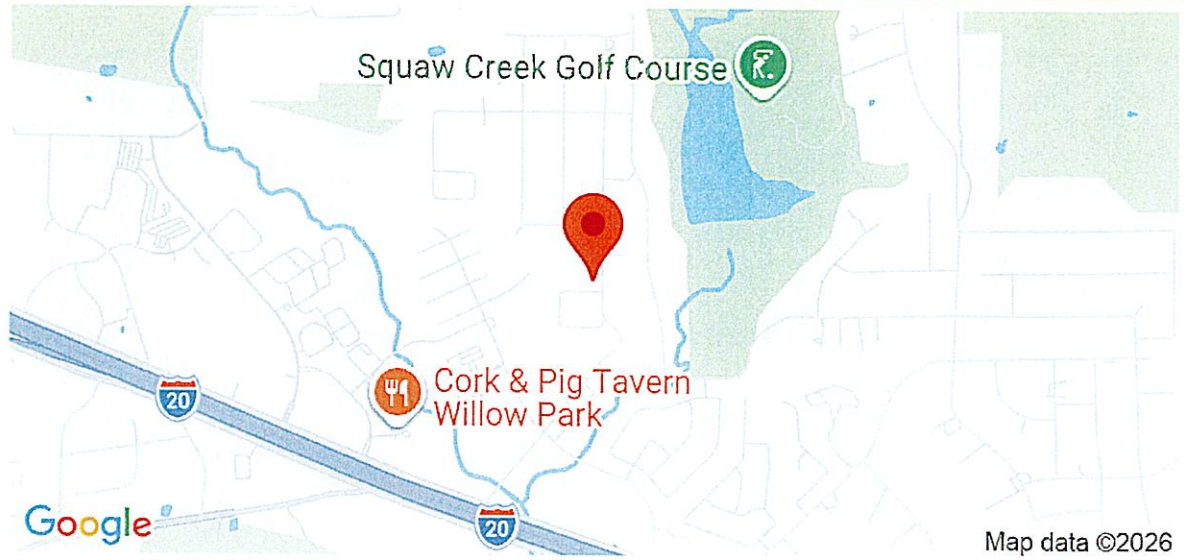 Squaw Creek Golf Course
20
Cork & Pig Tavern
Willow Park
20
Google
Map data ©2026